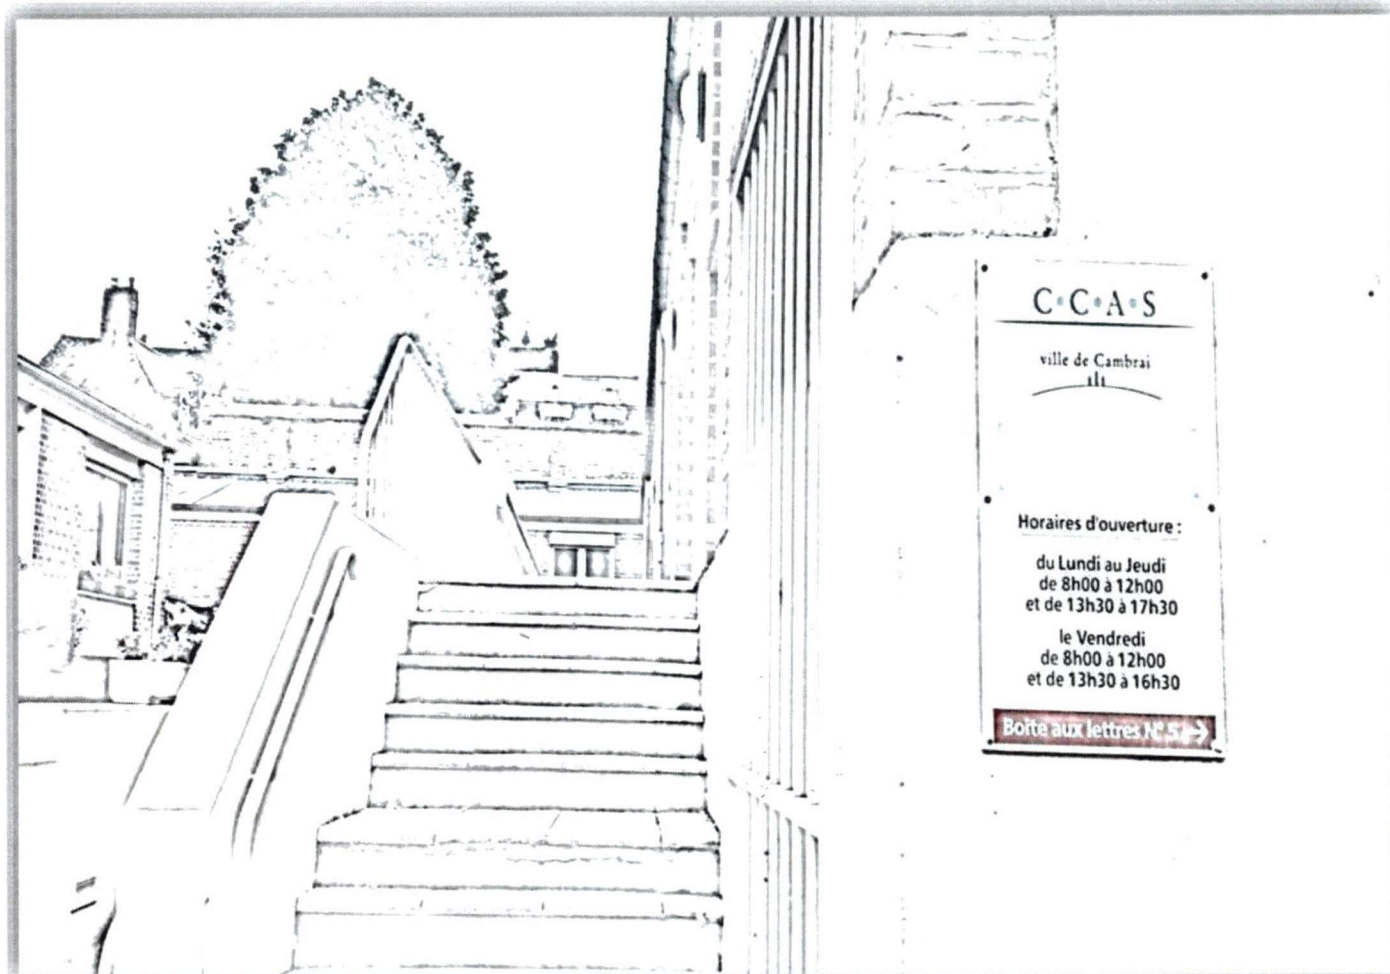 C•C•A•S
ville de Cambrai
Horaires d'ouverture :
du Lundi au Jeudi
de 8h00 à 12h00
et de 13h30 à 17h30
le Vendredi
de 8h00 à 12h00
et de 13h30 à 16h30
Boîte aux lettres N° 5 →